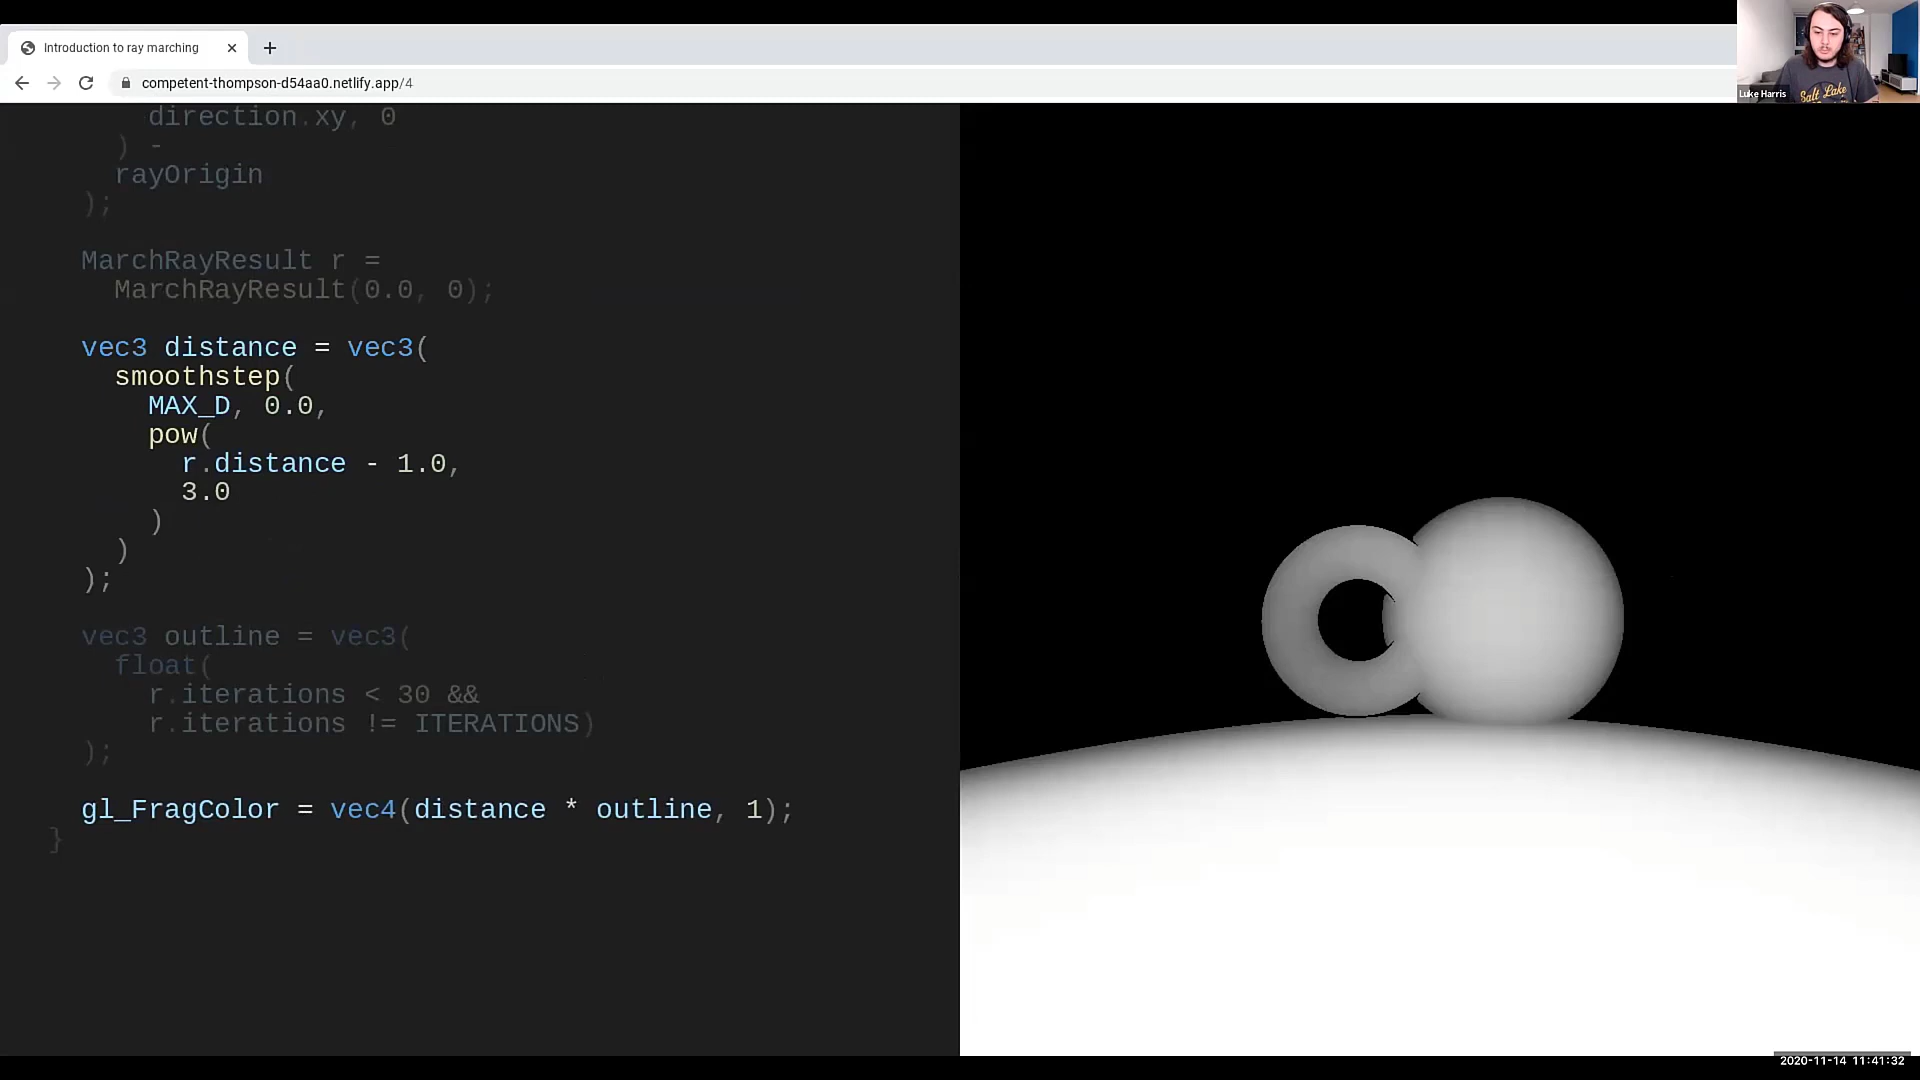 Introduction to ray marching
competent-thompson-d54aa0.netlify.app/4
Luke Harris
Salt Lake
direction.xy, 0
) -
rayOrigin
);
MarchRayResult r =
MarchRayResult(0.0, 0);
vec3 distance = vec3(
smoothstep(
MAX_D, 0.0,
pow(
r.distance - 1.0,
3.0
)
)
);
vec3 outline = vec3(
float(
r.iterations < 30 &&
r.iterations != ITERATIONS)
);
gl_FragColor = vec4(distance * outline, 1);
}
2020-11-14 11:41:32